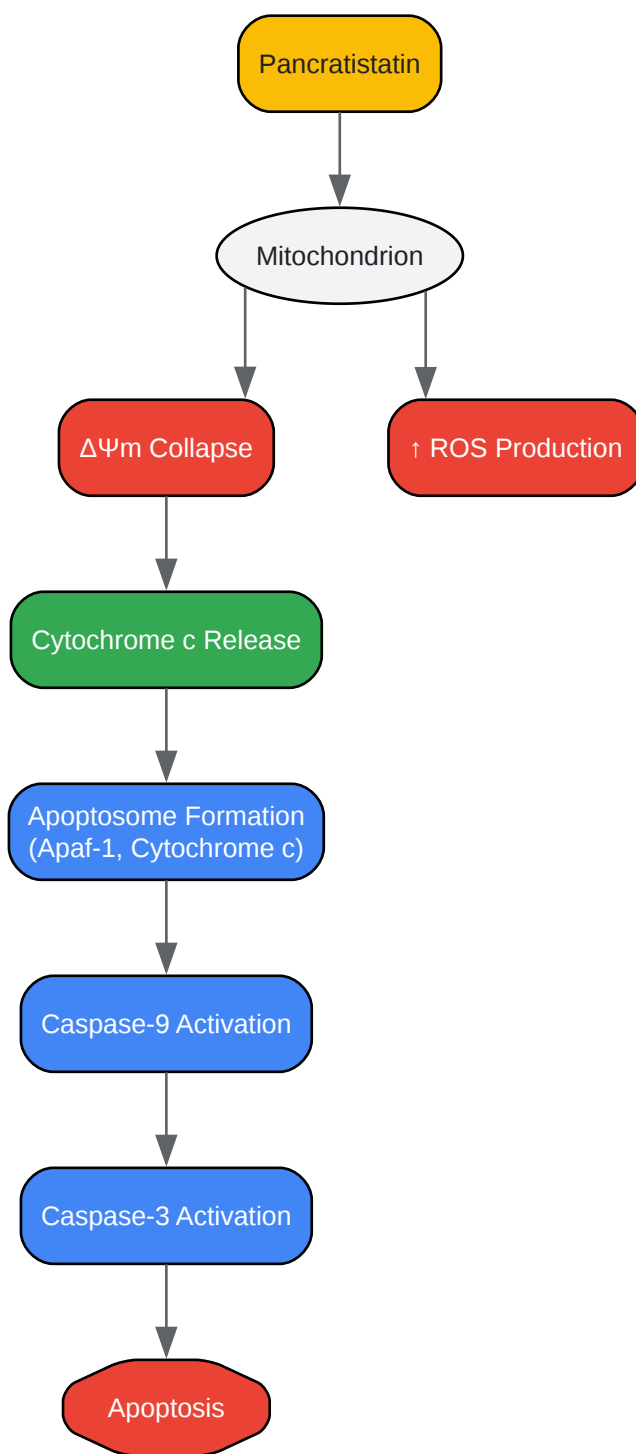 Pancratistatin
Mitochondrion
ΔΨm Collapse
↑ ROS Production
Cytochrome c Release
Apoptosome Formation
(Apaf-1, Cytochrome c)
Caspase-9 Activation
Caspase-3 Activation
Apoptosis